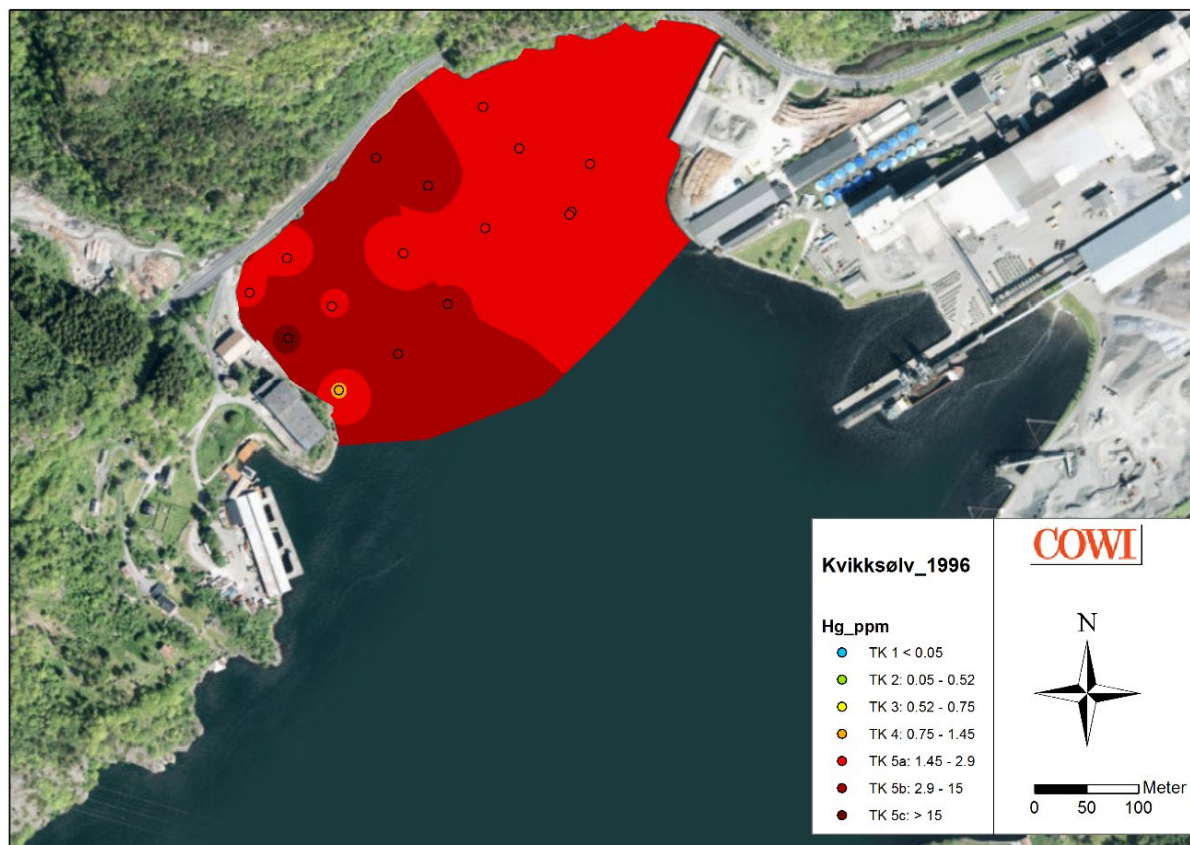 Kvikksølv_1996
Hg_ppm
TK 1 < 0.05
TK 2: 0.05 - 0.52
TK 3: 0.52 - 0.75
TK 4: 0.75 - 1.45
TK 5a: 1.45 - 2.9
TK 5b: 2.9 - 15
TK 5c: > 15
COWI
N
Meter
0 50 100